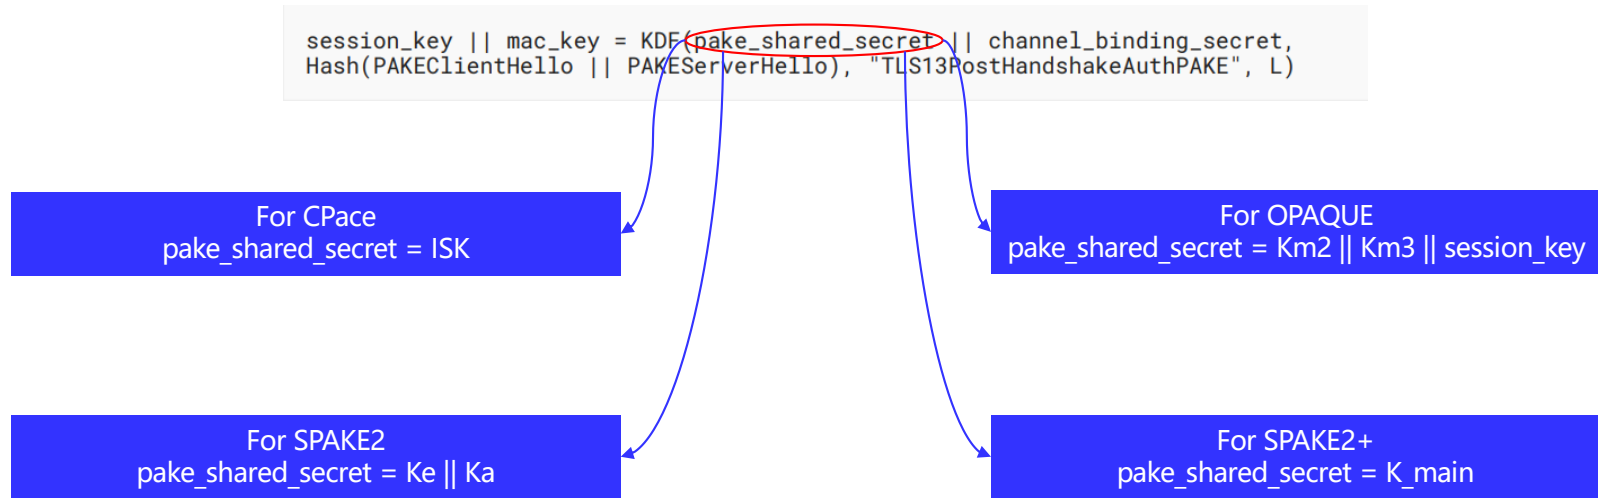 session_key || mac_key = KDF(pake_shared_secret || channel_binding_secret,
Hash(PAKEClientHello || PAKEServerHello), "TLS13PostHandshakeAuthPAKE", L)
For CPace
pake_shared_secret = ISK
For OPAQUE
pake_shared_secret = Km2 || Km3 || session_key
For SPAKE2
pake_shared_secret = Ke || Ka
For SPAKE2+
pake_shared_secret = K_main